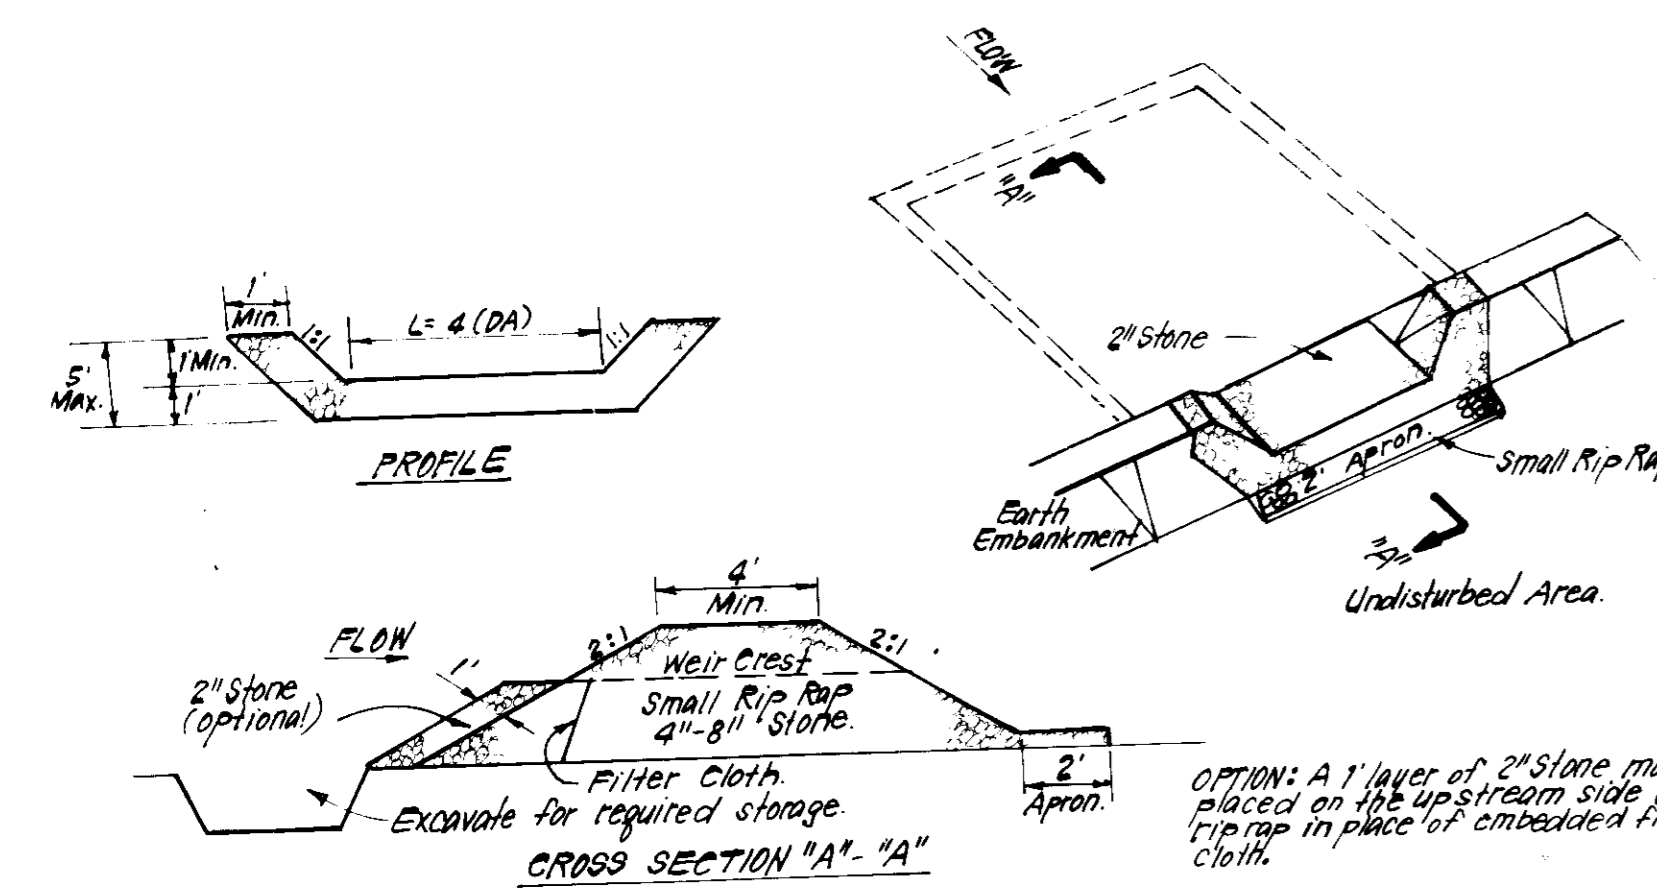 FLOW
"A"
1'
Min.
1:1
L= 4 (DA)
1:1
1' Min.
5'
Max.
1'
PROFILE
2" Stone
2' Apron.
Small Rip
Earth
Embankment
"A"
Undisturbed Area.
4'
Min.
FLOW
1'
2:1
2:1
2" Stone
(optional)
Weir Crest
Small Rip Rap
4"-8" Stone.
Filter Cloth.
Excavate for required storage.
2'
Apron.
CROSS SECTION "A"-"A"
OPTION: A 1' layer of 2" Stone
placed on the upstream side
rip rap in place of embedded
cloth.